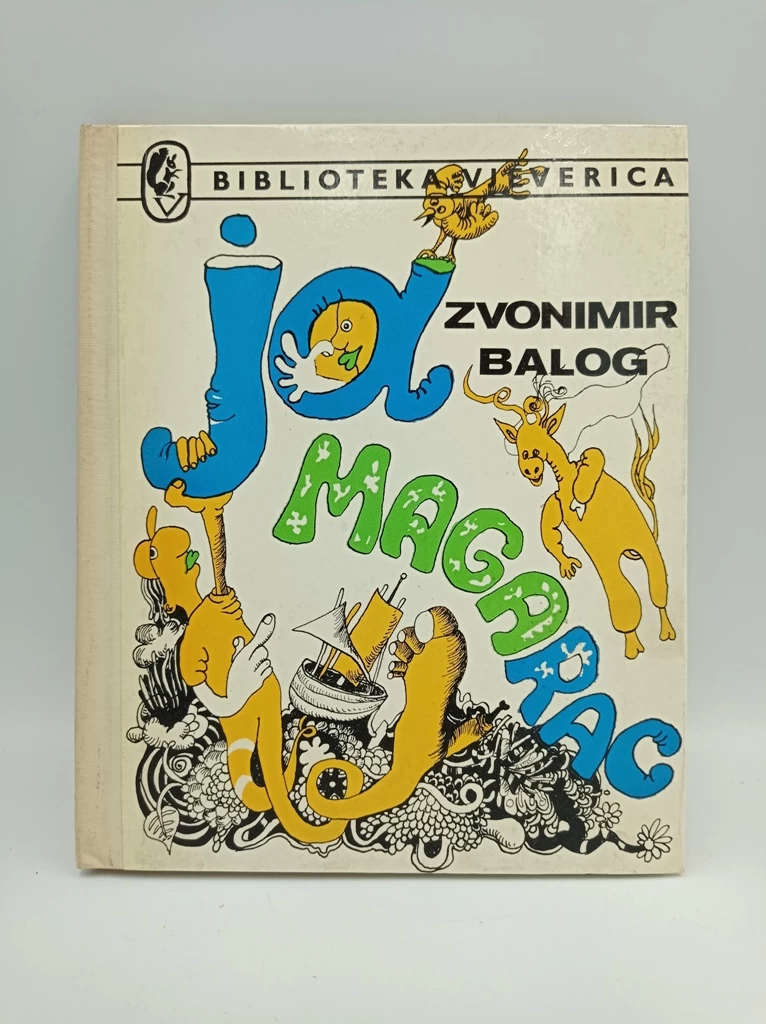 V
BIBLIOTEKA VJEVERICA
ja
ZVONIMIR
BALOG
MAGARAC